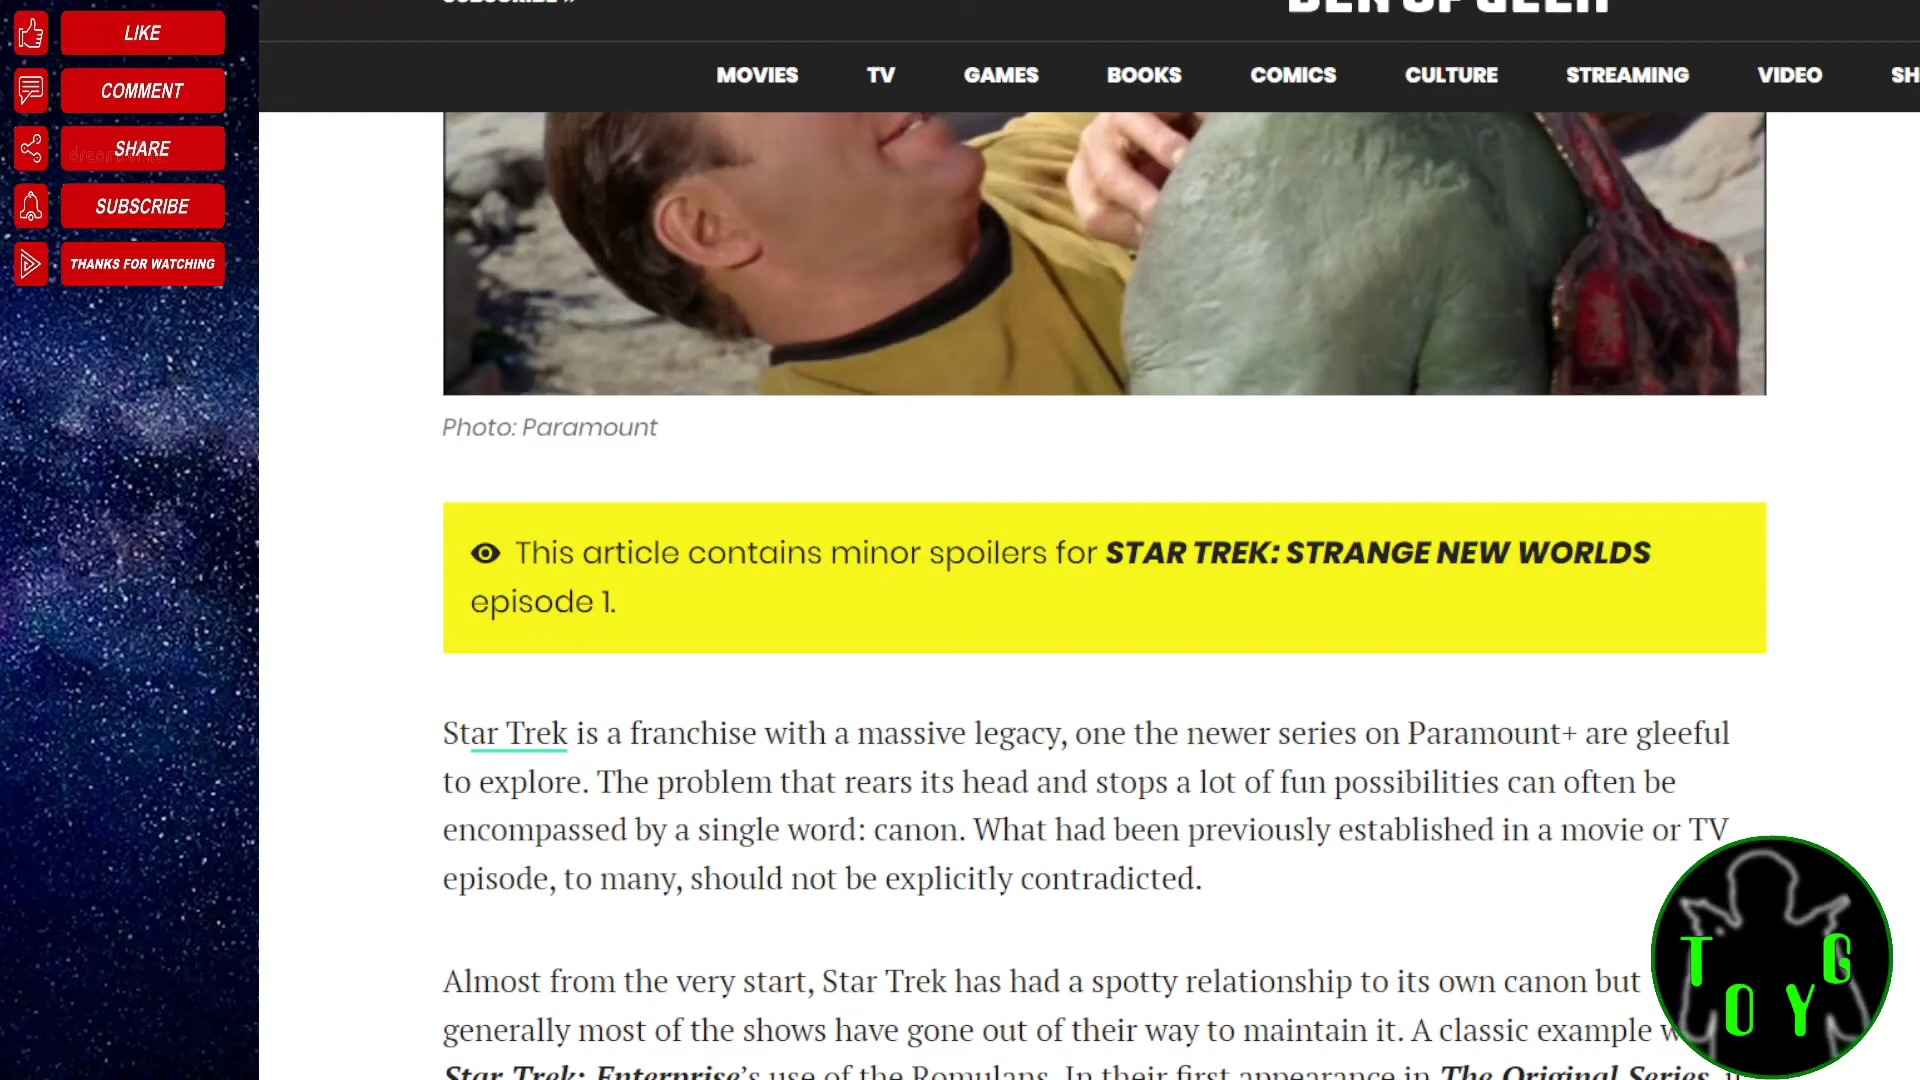 SUBSCRIBE »
DEN OF GEEK
LIKE
COMMENT
SHARE
SUBSCRIBE
THANKS FOR WATCHING
MOVIES TV GAMES BOOKS COMICS CULTURE STREAMING VIDEO SH
Photo: Paramount
This article contains minor spoilers for STAR TREK: STRANGE NEW WORLDS
episode 1.
Star Trek is a franchise with a massive legacy, one the newer series on Paramount+ are gleeful
to explore. The problem that rears its head and stops a lot of fun possibilities can often be
encompassed by a single word: canon. What had been previously established in a movie or TV
episode, to many, should not be explicitly contradicted.
Almost from the very start, Star Trek has had a spotty relationship to its own canon but
generally most of the shows have gone out of their way to maintain it. A classic example w
Star Trek: Enterprise's use of the Romulans. In their first appearance in The Original Series,
T O Y G